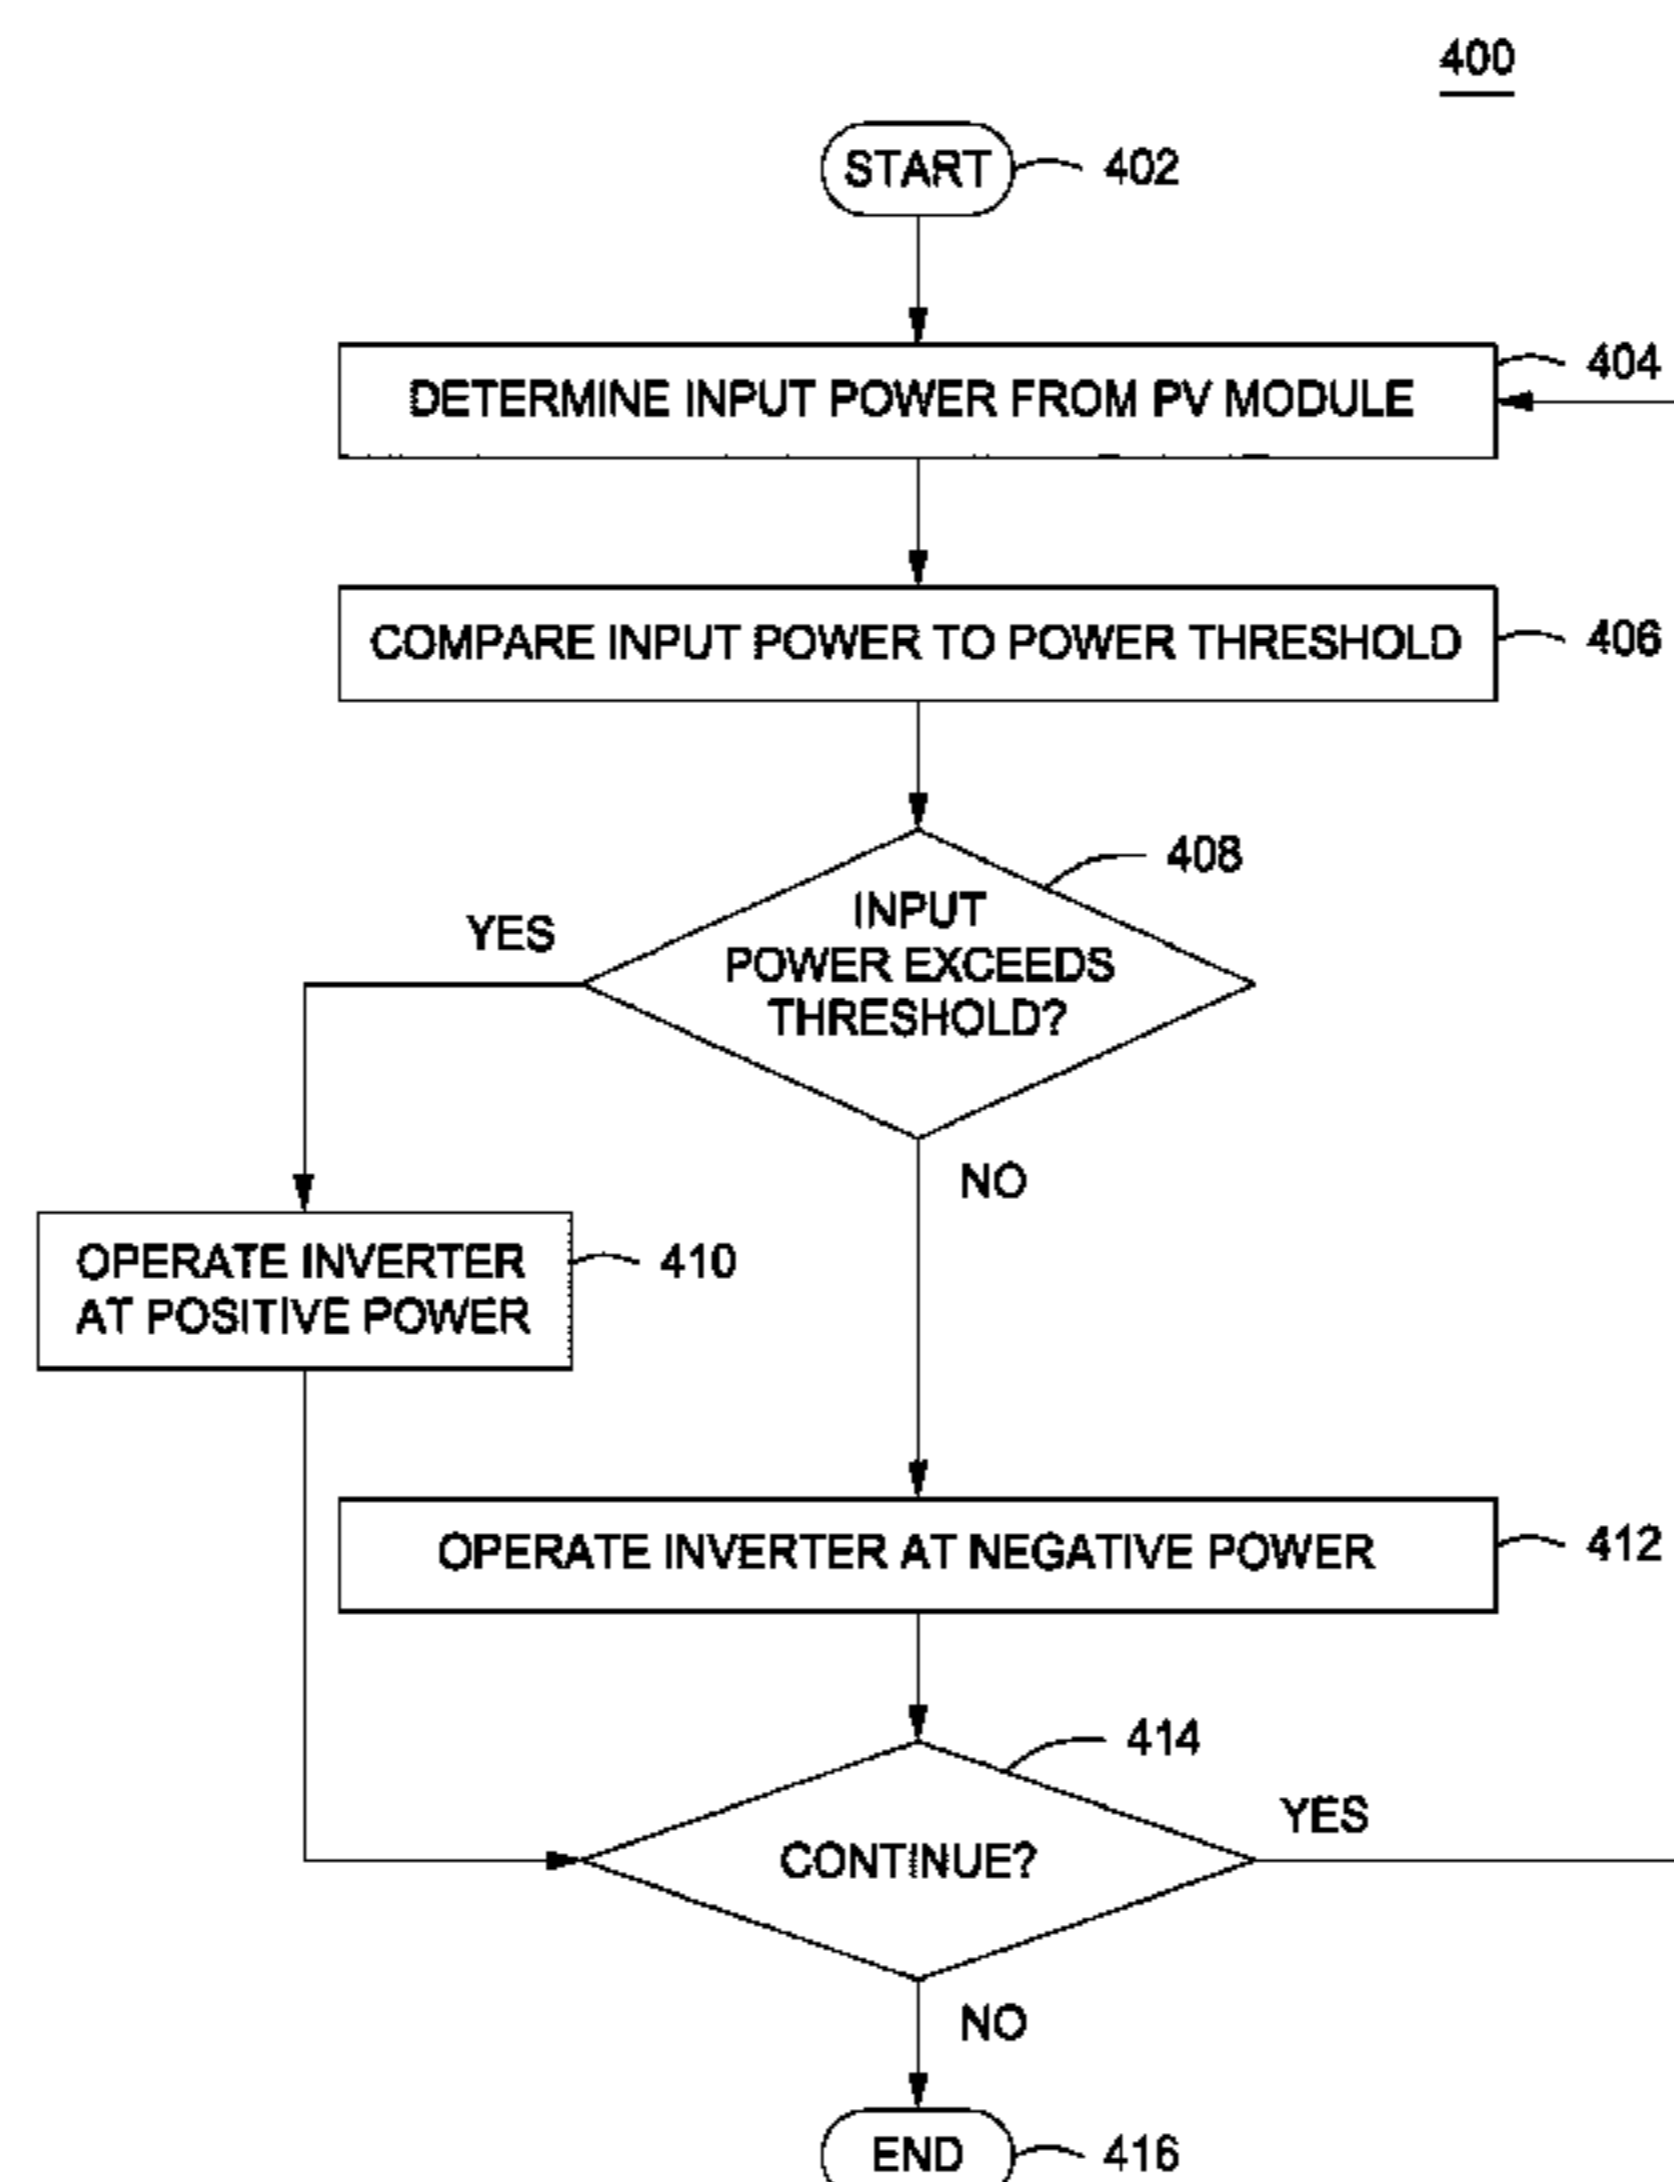 400
START
402
DETERMINE INPUT POWER FROM PV MODULE
404
COMPARE INPUT POWER TO POWER THRESHOLD
406
408
INPUT
POWER EXCEEDS
THRESHOLD?
YES
NO
OPERATE INVERTER
AT POSITIVE POWER
410
OPERATE INVERTER AT NEGATIVE POWER
412
414
CONTINUE?
YES
NO
END
416